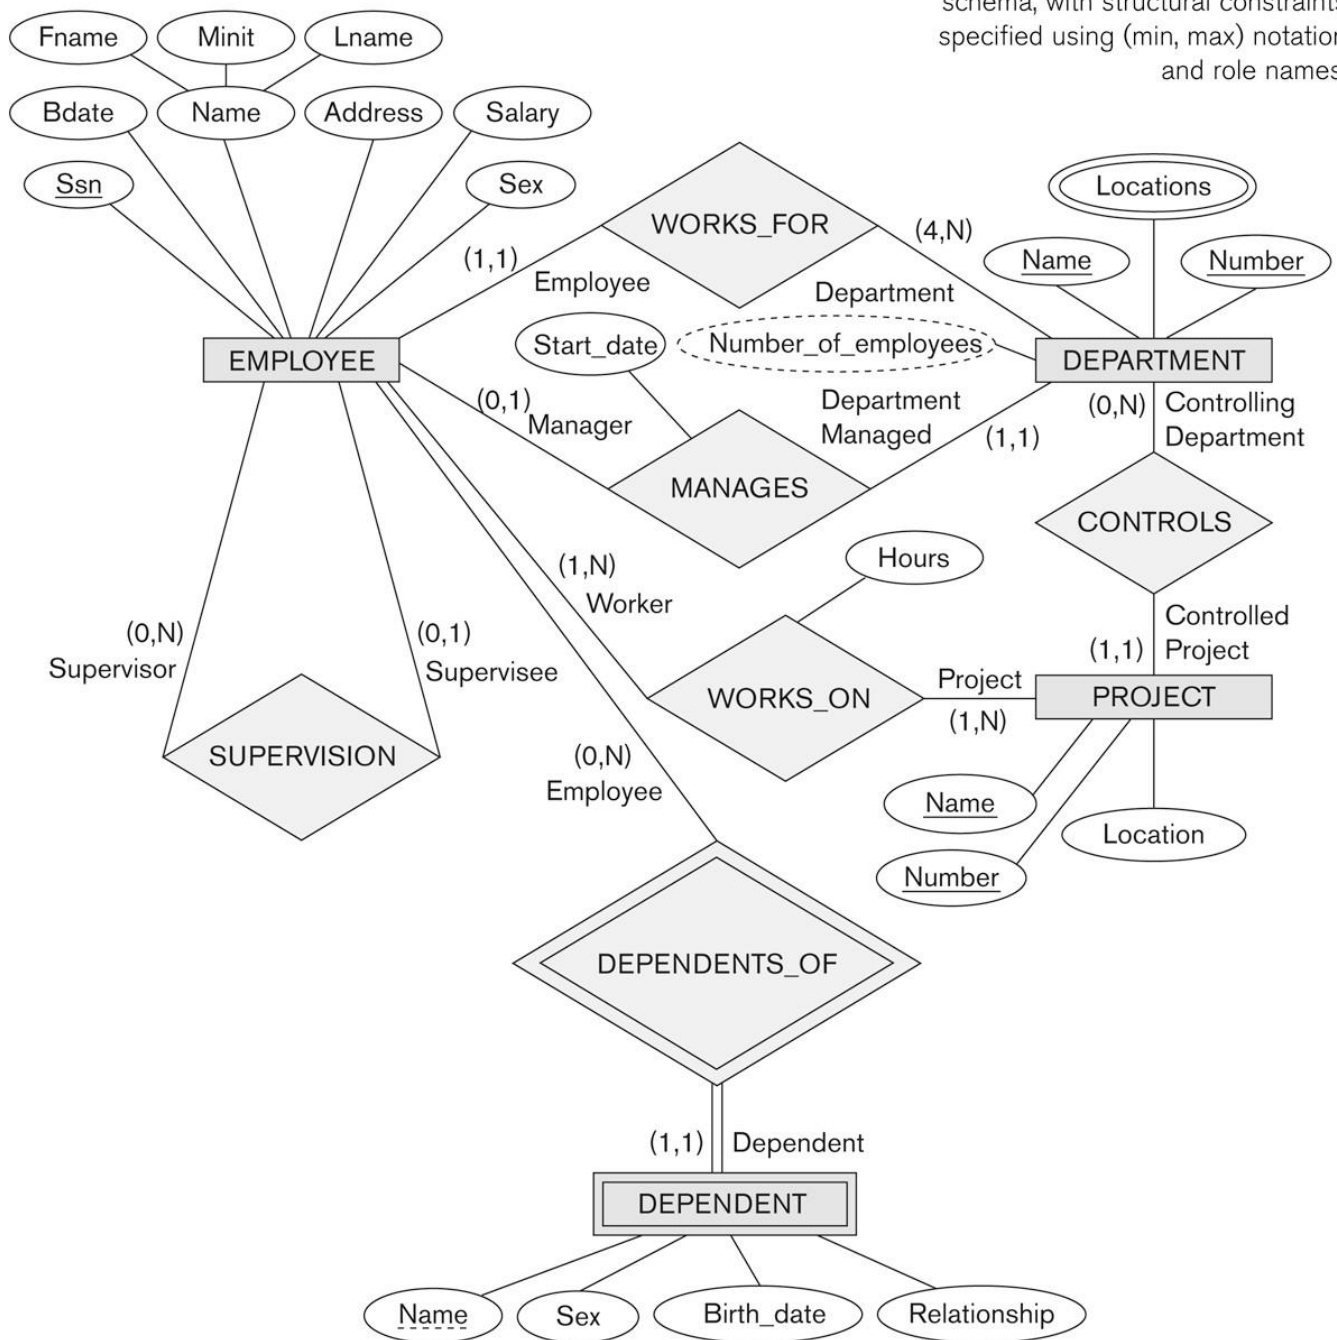 schema, with structural constraints
specified using (min, max) notation
and role names.
Fname
Minit
Lname
Bdate
Name
Address
Salary
Ssn
Sex
WORKS_FOR
Locations
(1,1)
Employee
(4,N)
Department
Name
Number
Start_date
Number_of_employees
EMPLOYEE
DEPARTMENT
(0,1)
Manager
Department
Managed
(1,1)
(0,N)
Controlling
Department
MANAGES
CONTROLS
Hours
(1,N)
Worker
(0,N)
Supervisor
(0,1)
Supervisee
Controlled
Project
(1,1)
Project
(1,N)
WORKS_ON
PROJECT
SUPERVISION
(0,N)
Employee
Name
Location
Number
DEPENDENTS_OF
(1,1)
Dependent
DEPENDENT
Name
Sex
Birth_date
Relationship